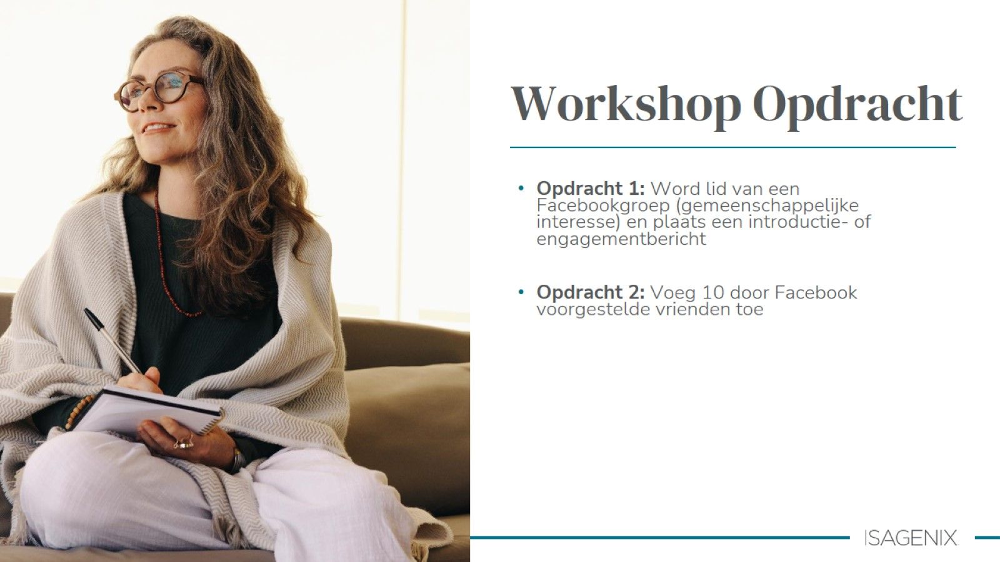 Workshop Opdracht
• Opdracht 1: Word lid van een
Facebookgroep (gemeenschappelijke
interesse) en plaats een introductie- of
engagementbericht
• Opdracht 2: Voeg 10 door Facebook
voorgestelde vrienden toe
ISAGENIX